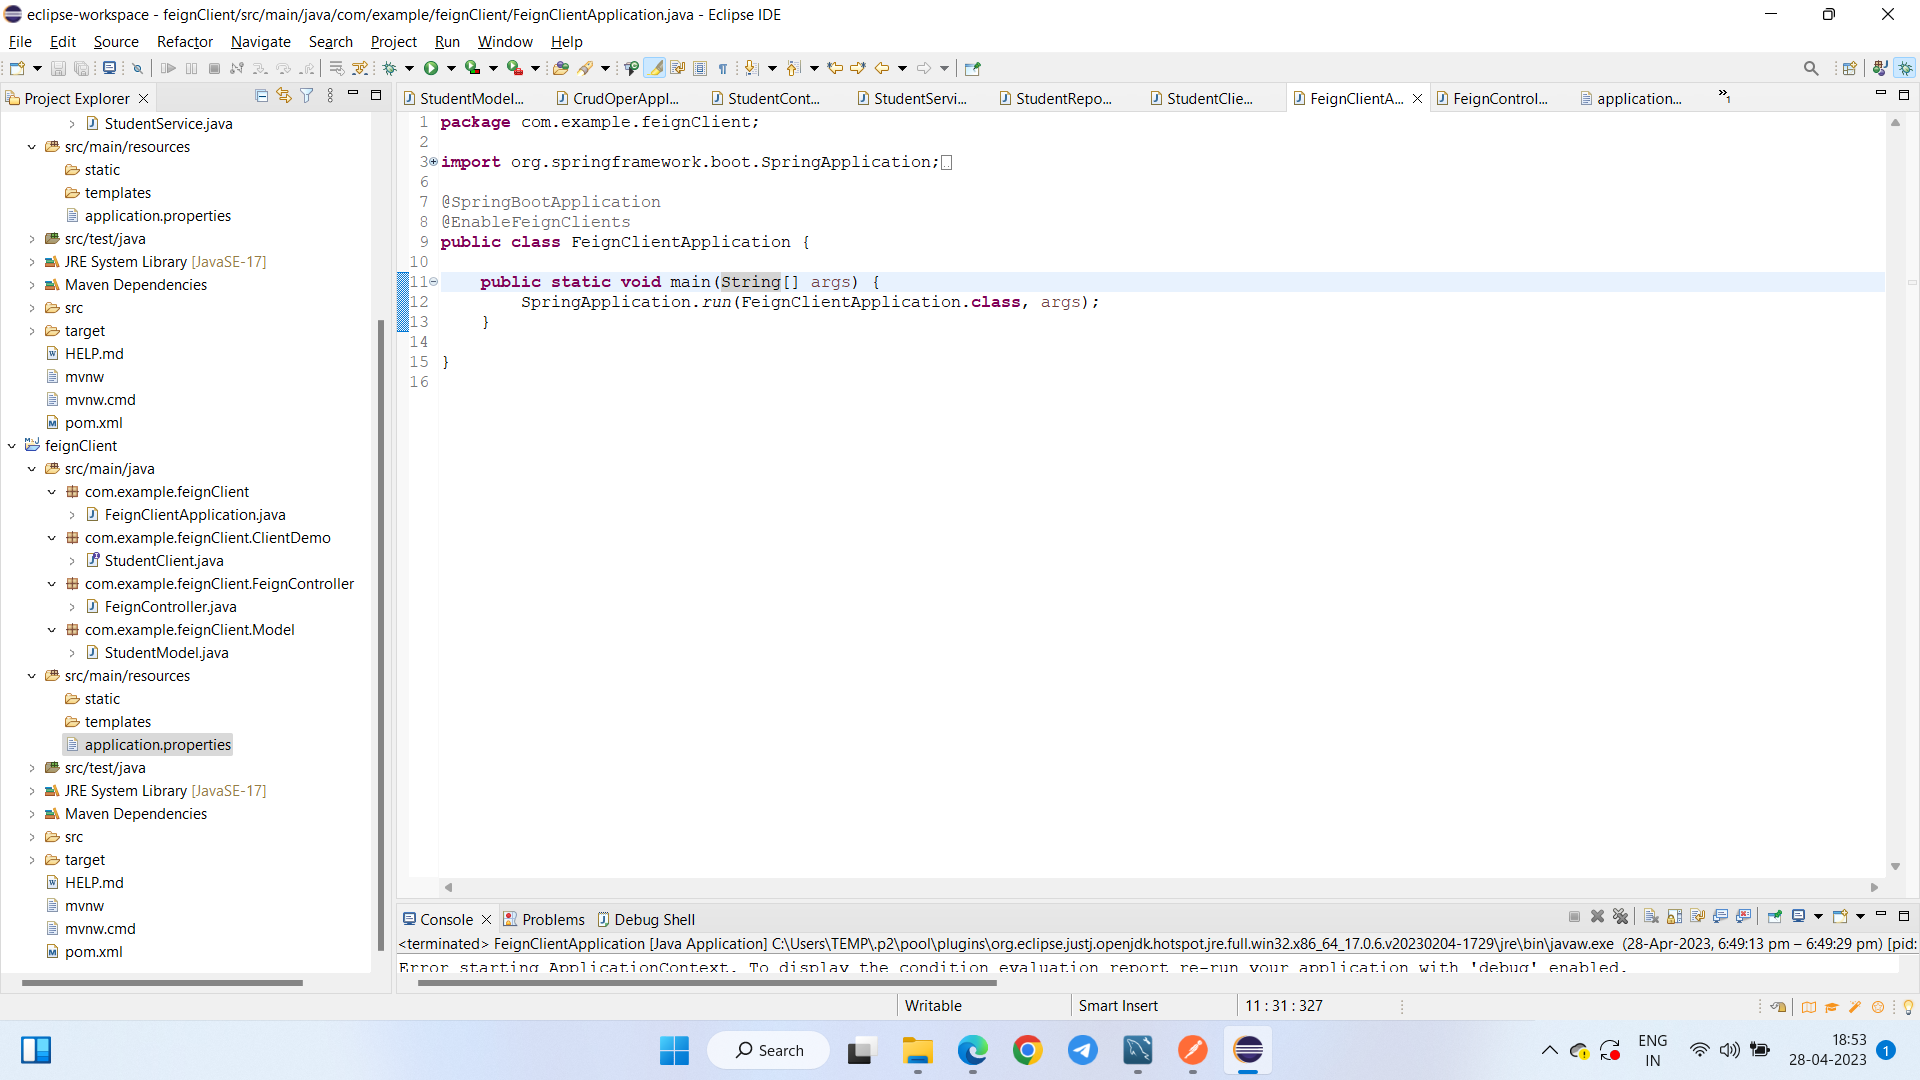 eclipse-workspace - feignClient/src/main/java/com/example/feignClient/FeignClientApplication.java - Eclipse IDE
File Edit Source Refactor Navigate Search Project Run Window Help
Project Explorer
StudentService.java
src/main/resources
static
templates
application.properties
src/test/java
JRE System Library [JavaSE-17]
Maven Dependencies
src
target
HELP.md
mvnw
mvnw.cmd
pom.xml
feignClient
src/main/java
com.example.feignClient
FeignClientApplication.java
com.example.feignClient.ClientDemo
StudentClient.java
com.example.feignClient.FeignController
FeignController.java
com.example.feignClient.Model
StudentModel.java
src/main/resources
static
templates
application.properties
src/test/java
JRE System Library [JavaSE-17]
Maven Dependencies
src
target
HELP.md
mvnw
mvnw.cmd
pom.xml
StudentModel... CrudOperAppl... StudentCont... StudentServi... StudentRepo... StudentClie... FeignClientA... FeignControl... application... »1
1 package com.example.feignClient;
2
3 import org.springframework.boot.SpringApplication;
6
7 @SpringBootApplication
8 @EnableFeignClients
9 public class FeignClientApplication {
10
11 public static void main(String[] args) {
12 SpringApplication.run(FeignClientApplication.class, args);
13 }
14
15 }
16
Console Problems Debug Shell
<terminated> FeignClientApplication [Java Application] C:\Users\TEMP\.p2\pool\plugins\org.eclipse.justj.openjdk.hotspot.jre.full.win32.x86_64_17.0.6.v20230204-1729\jre\bin\javaw.exe (28-Apr-2023, 6:49:13 pm – 6:49:29 pm) [pid:
Error starting ApplicationContext. To display the condition evaluation report re-run your application with 'debug' enabled.
Writable Smart Insert 11 : 31 : 327
Search
ENG
IN
18:53
28-04-2023
1